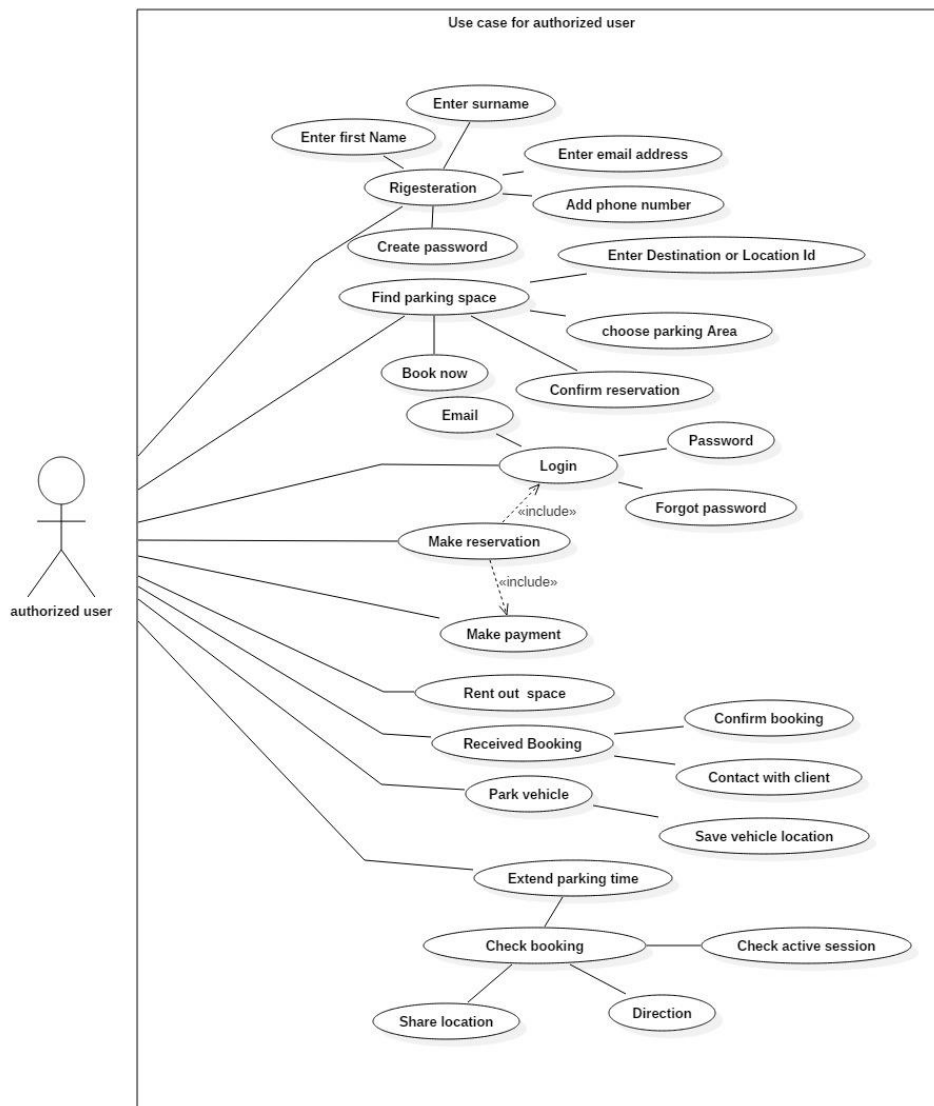 Use case for authorized user
Enter surname
Enter first Name
Enter email address
Rigesteration
Add phone number
Create password
Enter Destination or Location Id
Find parking space
choose parking Area
Book now
Confirm reservation
Email
Password
Login
Forgot password
«include»
Make reservation
«include»
authorized user
Make payment
Rent out space
Confirm booking
Received Booking
Contact with client
Park vehicle
Save vehicle location
Extend parking time
Check booking
Check active session
Share location
Direction